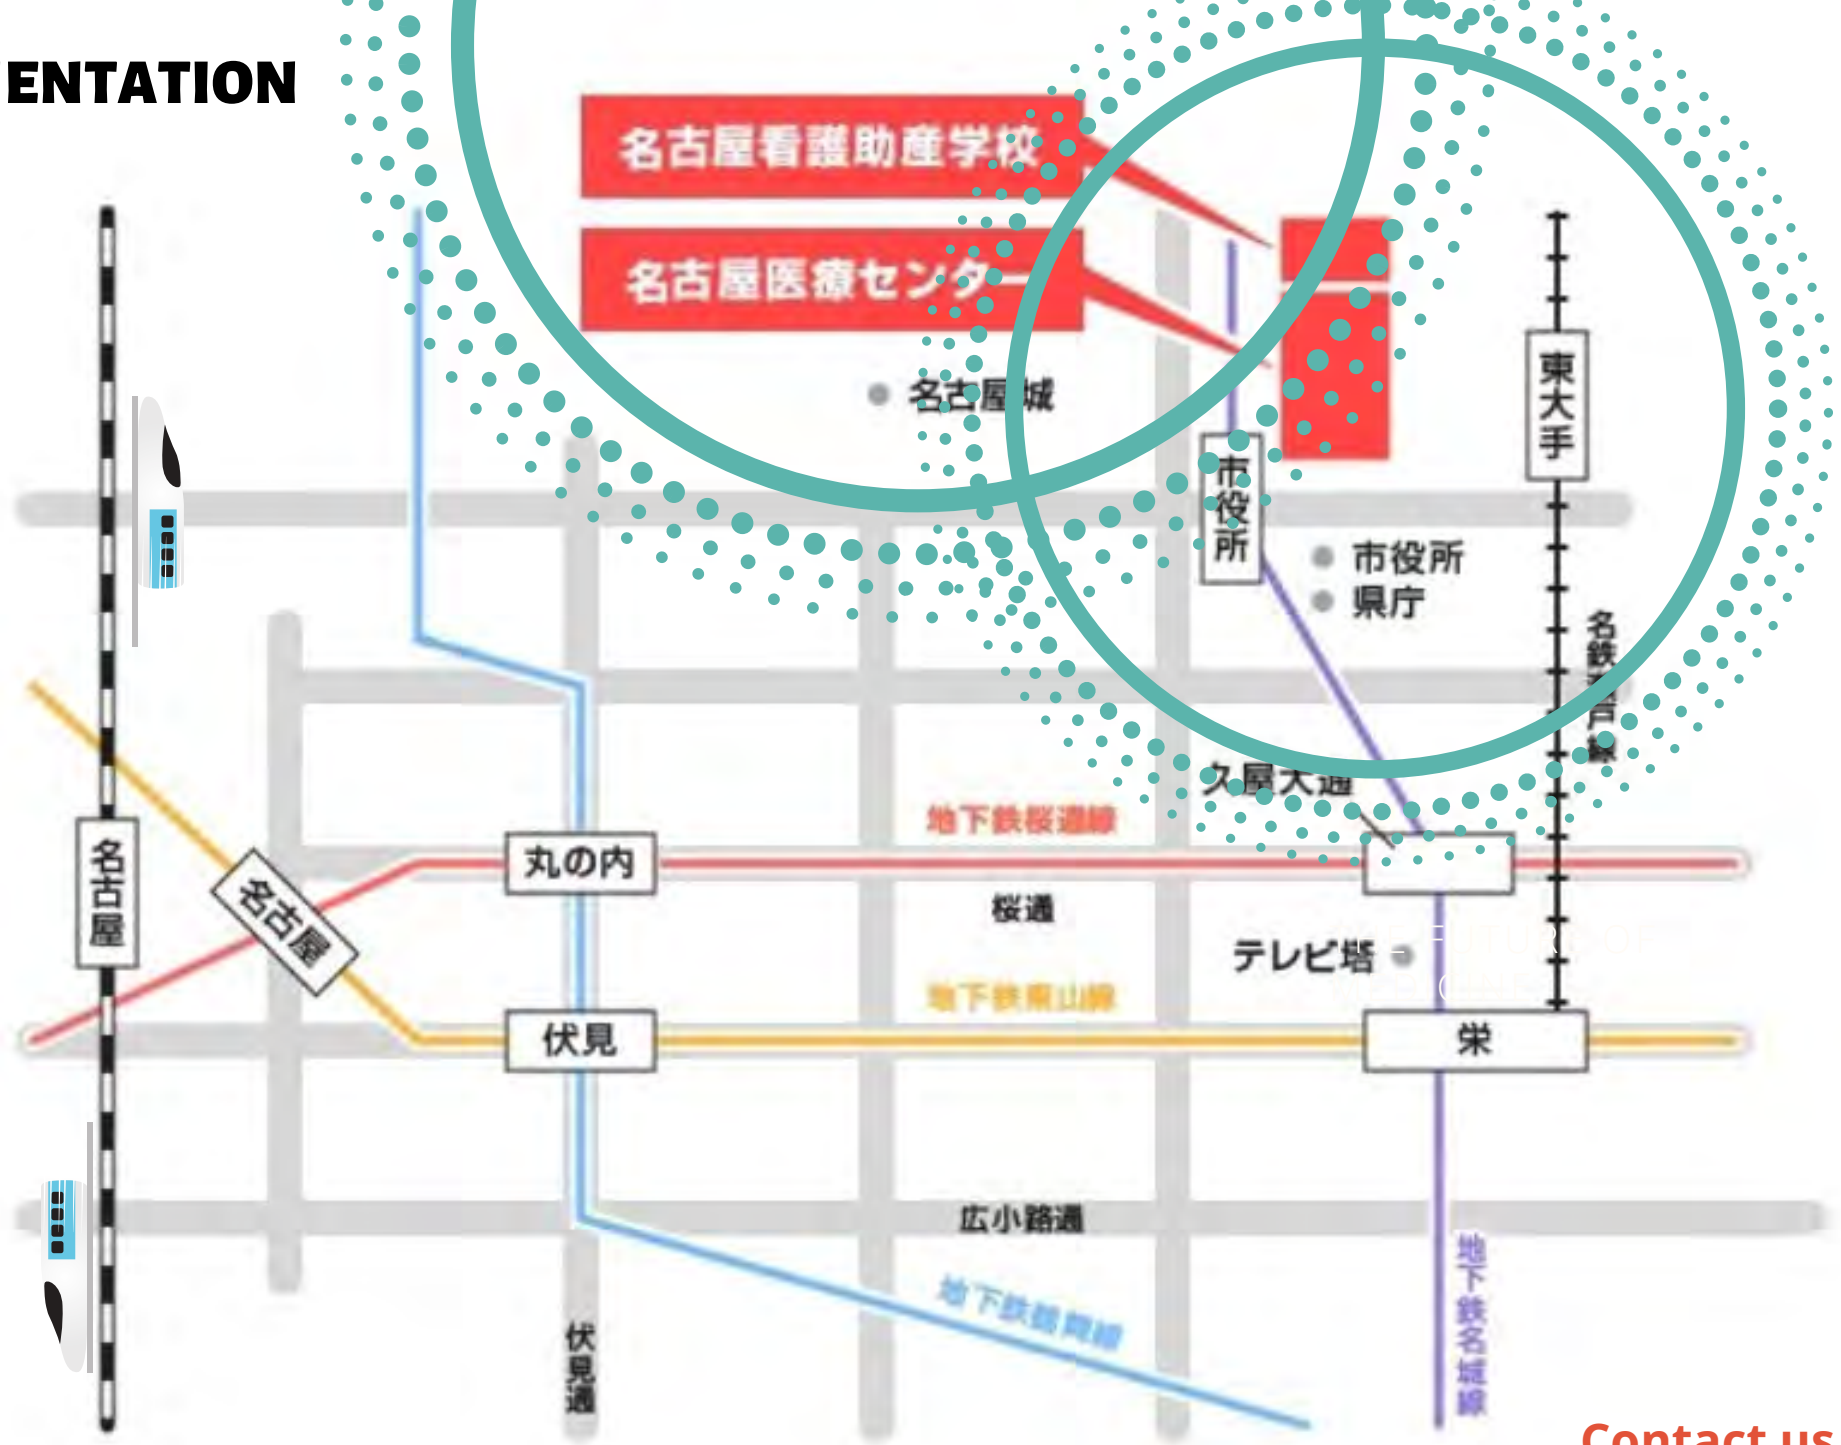 ENTATION
名古屋看護助産学校
名古屋医療センター
名古屋城
東大手
市役所
市役所
県庁
名鉄瀬戸線
久屋大通
地下鉄桜通線
名古屋
丸の内
名古屋
桜通
テレビ塔
地下鉄東山線
伏見
栄
広小路通
地下鉄鶴舞線
地下鉄名城線
伏見通
Contact us